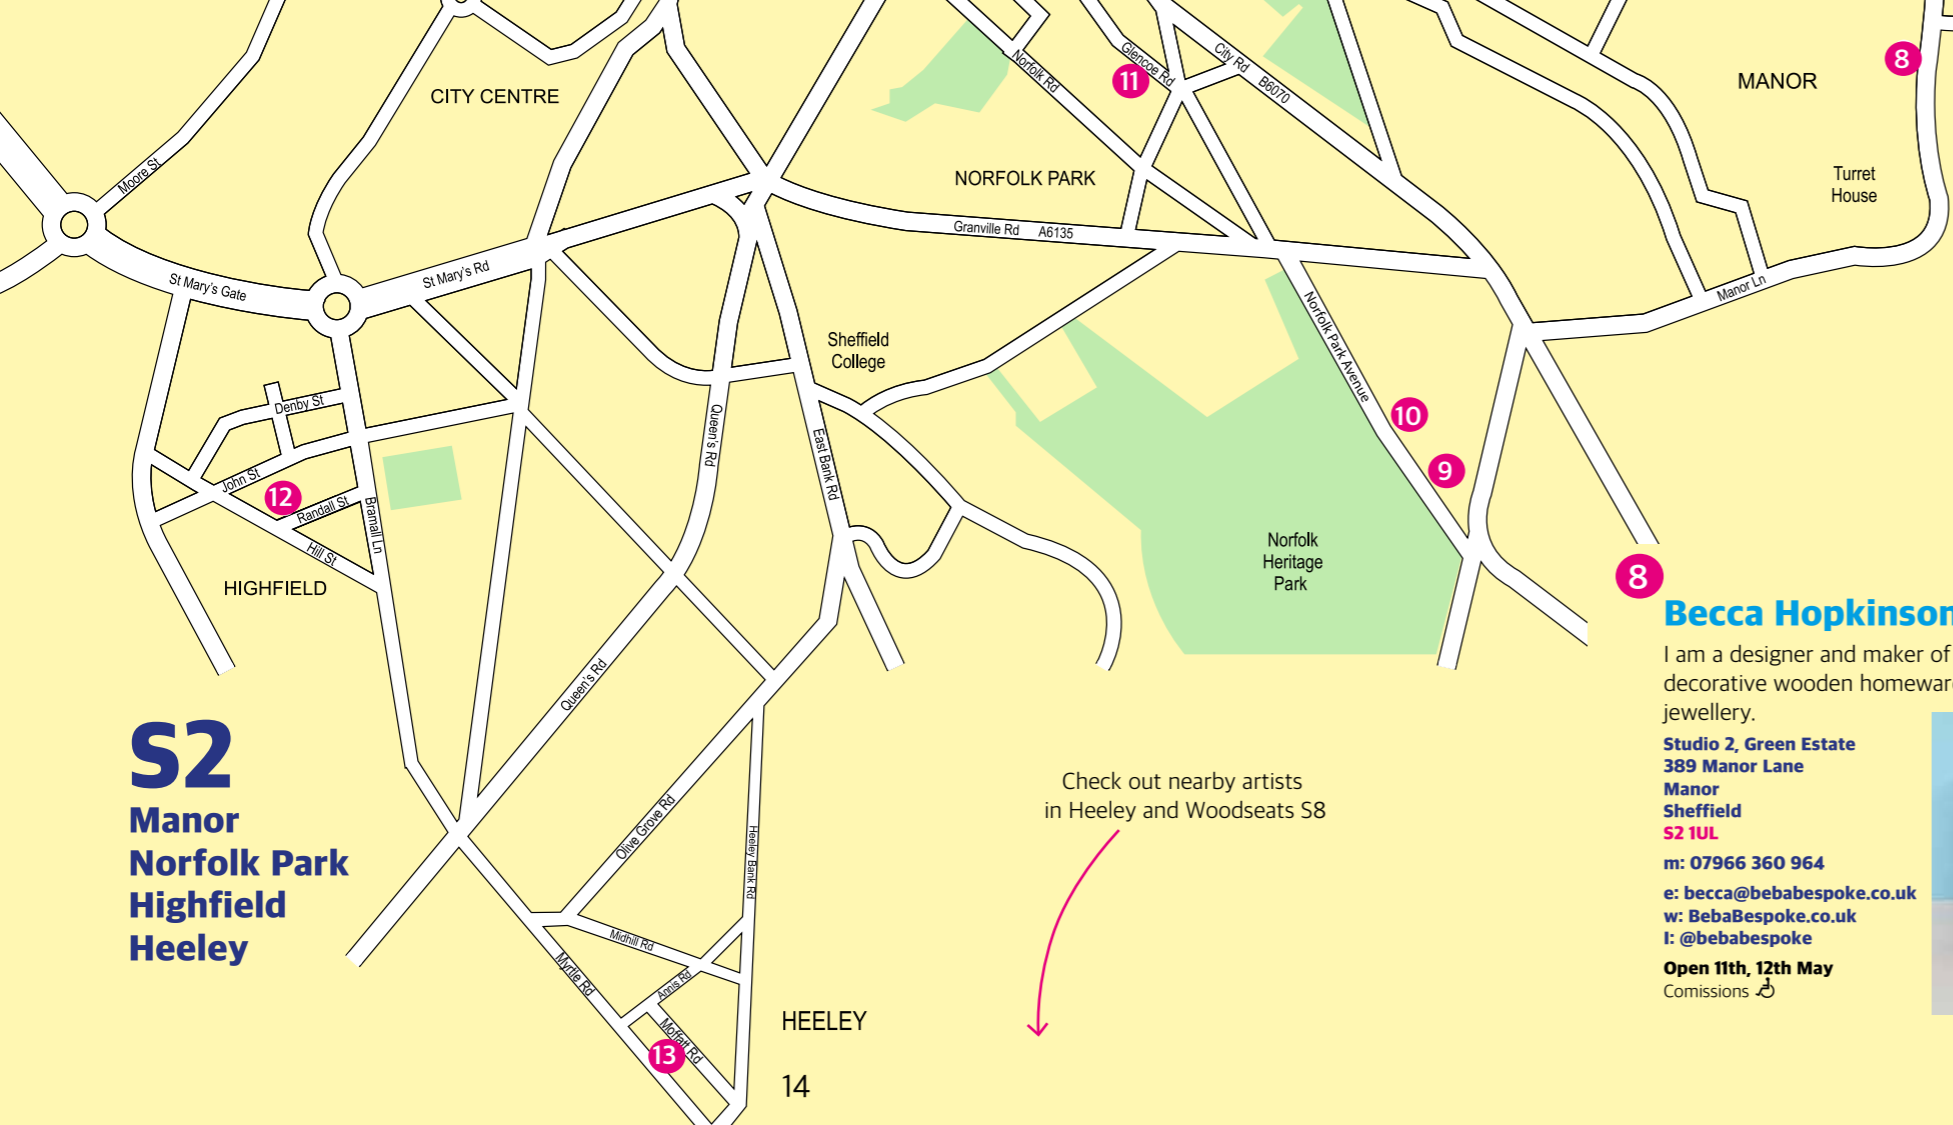 CITY CENTRE
Moore St
St Mary's Gate
St Mary's Rd
Norfolk Rd
Glencoe Rd
11
City Rd
B6070
MANOR
8
Turret
House
NORFOLK PARK
Granville Rd
A6135
Manor Ln
Sheffield
College
Norfolk Park Avenue
10
9
Denby St
John St
12
Randall St
Hill St
Bramall Ln
HIGHFIELD
Queen's Rd
East Bank Rd
Norfolk
Heritage
Park
Queen's Rd
Olive Grove Rd
Heeley Bank Rd
Midhill Rd
Myrtle Rd
Annis Rd
Moffatt Rd
13
HEELEY
14
S2
Manor
Norfolk Park
Highfield
Heeley
Check out nearby artists
in Heeley and Woodseats S8
8
Becca Hopkinson
I am a designer and maker of
decorative wooden homewar
jewellery.
Studio 2, Green Estate
389 Manor Lane
Manor
Sheffield
S2 1UL
m: 07966 360 964
e: becca@bebabespoke.co.uk
w: BebaBespoke.co.uk
I: @bebabespoke
Open 11th, 12th May
Comissions